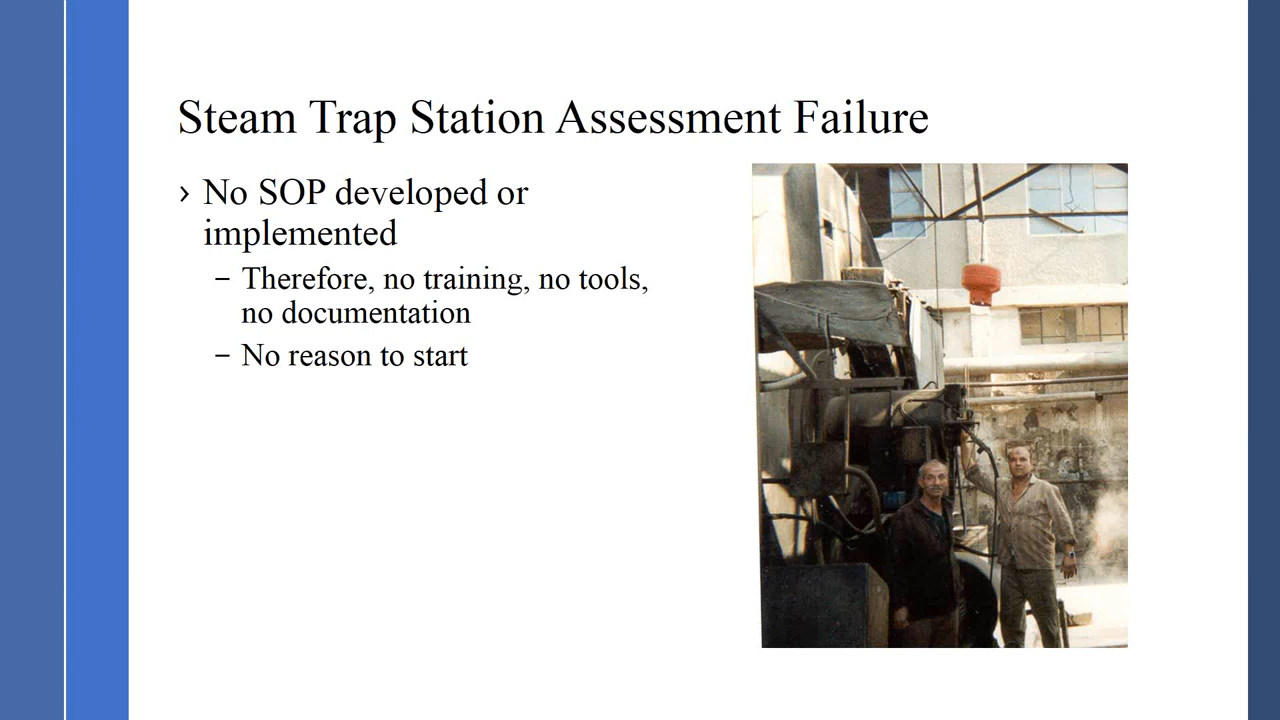 Steam Trap Station Assessment Failure
› No SOP developed or
implemented
– Therefore, no training, no tools,
no documentation
– No reason to start